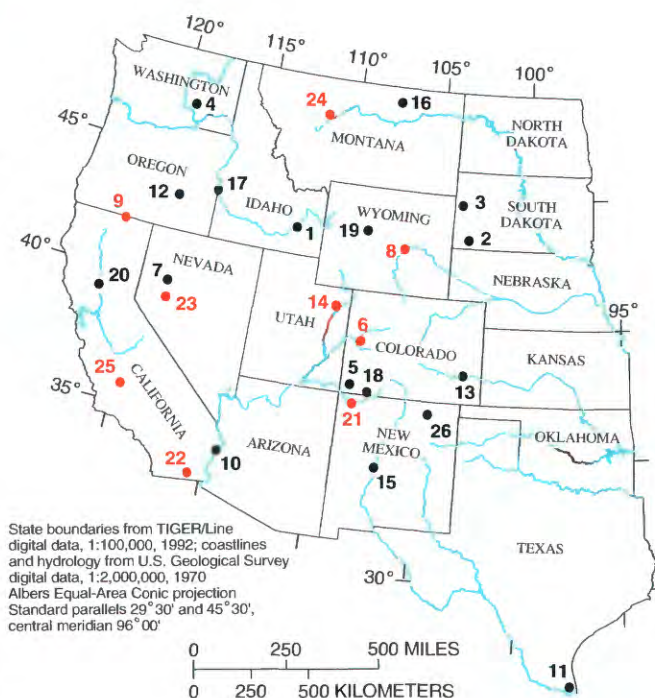 120°
115°
110°
105°
100°
WASHINGTON
4
24
16
45°
MONTANA
NORTH
DAKOTA
OREGON
12
17
9
IDAHO
1
WYOMING
19
8
3
SOUTH
DAKOTA
2
40°
20
7
NEVADA
23
14
UTAH
NEBRASKA
95°
6
COLORADO
KANSAS
5
18
13
21
35°
25
CALIFORNIA
22
10
ARIZONA
NEW
MEXICO
26
15
OKLAHOMA
TEXAS
30°
11
State boundaries from TIGER/Line
digital data, 1:100,000, 1992; coastlines
and hydrology from U.S. Geological Survey
digital data, 1:2,000,000, 1970
Albers Equal-Area Conic projection
Standard parallels 29°30' and 45°30',
central meridian 96°00'
0 250 500 MILES
0 250 500 KILOMETERS